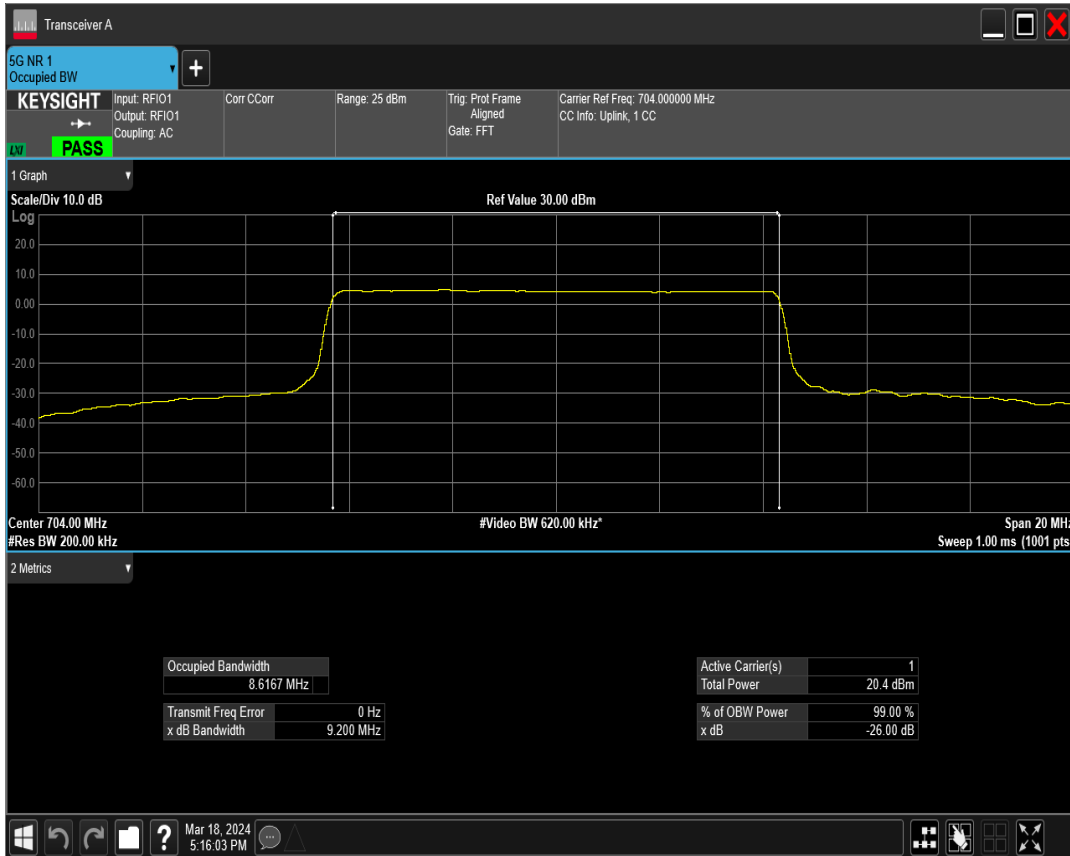 Transceiver A
5G NR 1
Occupied BW
KEYSIGHT
LXI
PASS
Input: RFIO1
Output: RFIO1
Coupling: AC
Corr CCorr
Range: 25 dBm
Trig: Prot Frame
Aligned
Gate: FFT
Carrier Ref Freq: 704.000000 MHz
CC Info: Uplink, 1 CC
1 Graph
Scale/Div 10.0 dB
Ref Value 30.00 dBm
Log
20.0
10.0
0.00
-10.0
-20.0
-30.0
-40.0
-50.0
-60.0
Center 704.00 MHz
#Video BW 620.00 kHz*
Span 20 MHz
#Res BW 200.00 kHz
Sweep 1.00 ms (1001 pts
2 Metrics
Occupied Bandwidth
8.6167 MHz
Transmit Freq Error 0 Hz
x dB Bandwidth 9.200 MHz
Active Carrier(s) 1
Total Power 20.4 dBm
% of OBW Power 99.00 %
x dB -26.00 dB
?
Mar 18, 2024
5:16:03 PM